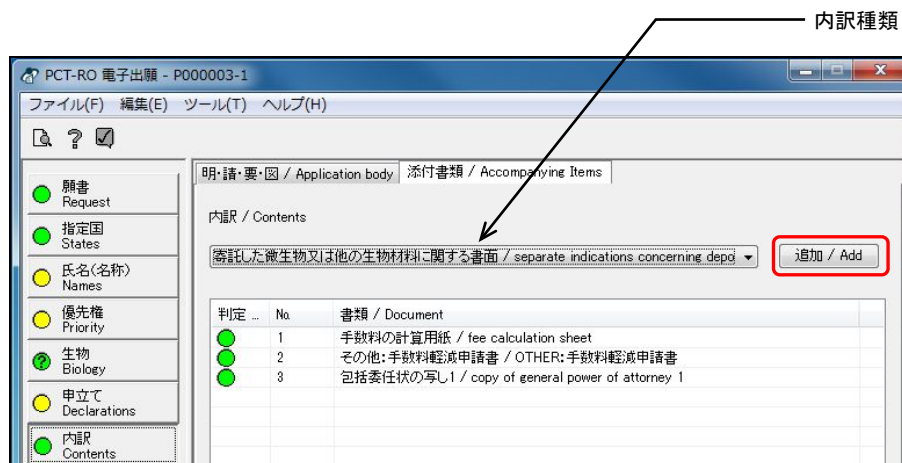 内訳種類
PCT-RO 電子出願 - P000003-1
ファイル(F) 編集(E) ツール(T) ヘルプ(H)
願書
Request
指定国
States
氏名(名称)
Names
優先権
Priority
生物
Biology
申立て
Declarations
内訳
Contents
明・請・要・図 / Application body 添付書類 / Accompanying Items
内訳 / Contents
寄託した微生物又は他の生物材料に関する書面 / separate indications concerning depo
追加 / Add
判定 ... No. 書類 / Document
1 手数料の計算用紙 / fee calculation sheet
2 その他:手数料軽減申請書 / OTHER:手数料軽減申請書
3 包括委任状の写し1 / copy of general power of attorney 1